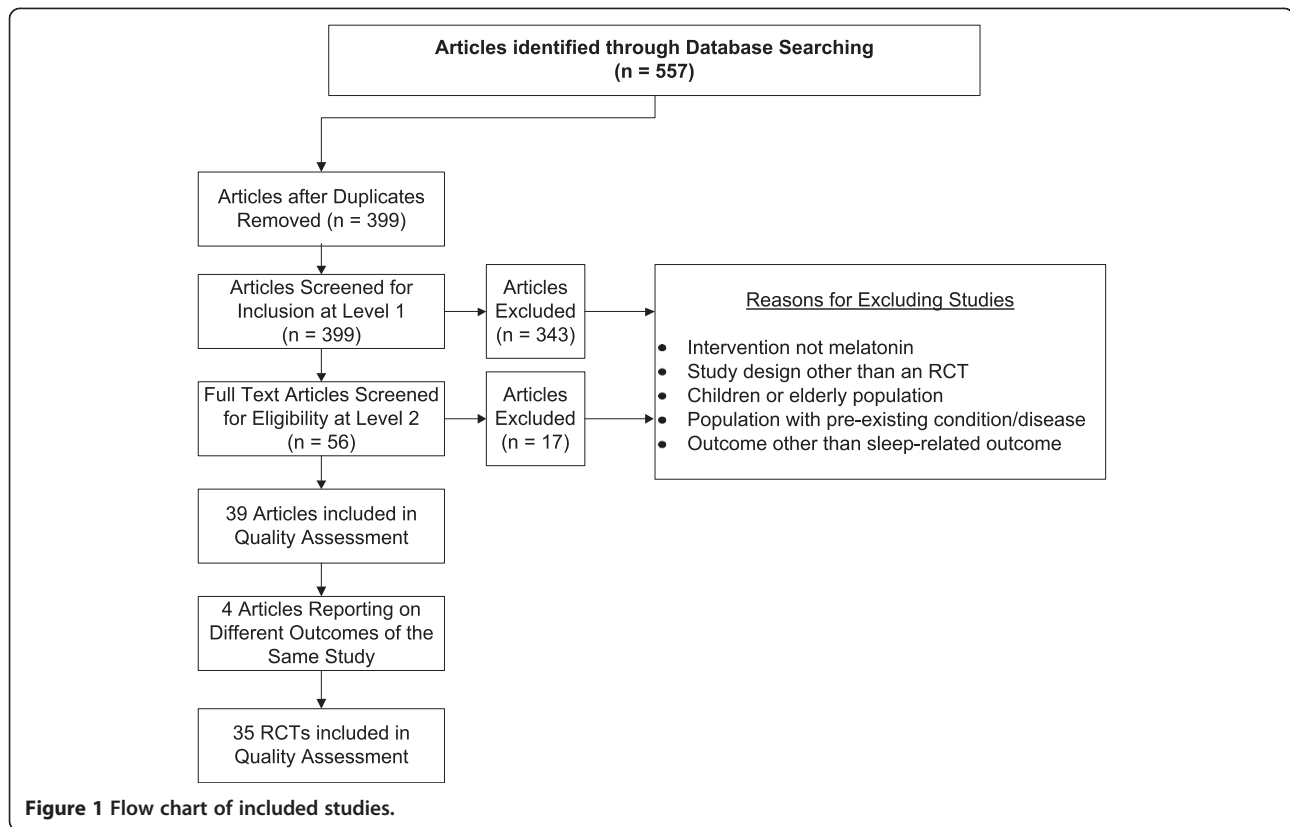 Articles identified through Database Searching
(n = 557)
Articles after Duplicates
Removed (n = 399)
Articles Screened for
Inclusion at Level 1
(n = 399)
Articles
Excluded
(n = 343)
Reasons for Excluding Studies
• Intervention not melatonin
• Study design other than an RCT
• Children or elderly population
• Population with pre-existing condition/disease
• Outcome other than sleep-related outcome
Full Text Articles Screened
for Eligibility at Level 2
(n = 56)
Articles
Excluded
(n = 17)
39 Articles included in
Quality Assessment
4 Articles Reporting on
Different Outcomes of the
Same Study
35 RCTs included in
Quality Assessment
Figure 1 Flow chart of included studies.